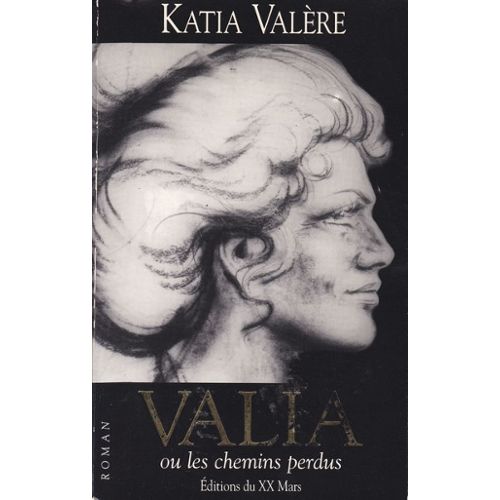 KATIA VALÈRE
VALIA
ou les chemins perdus
Éditions du XX Mars
ROMAN